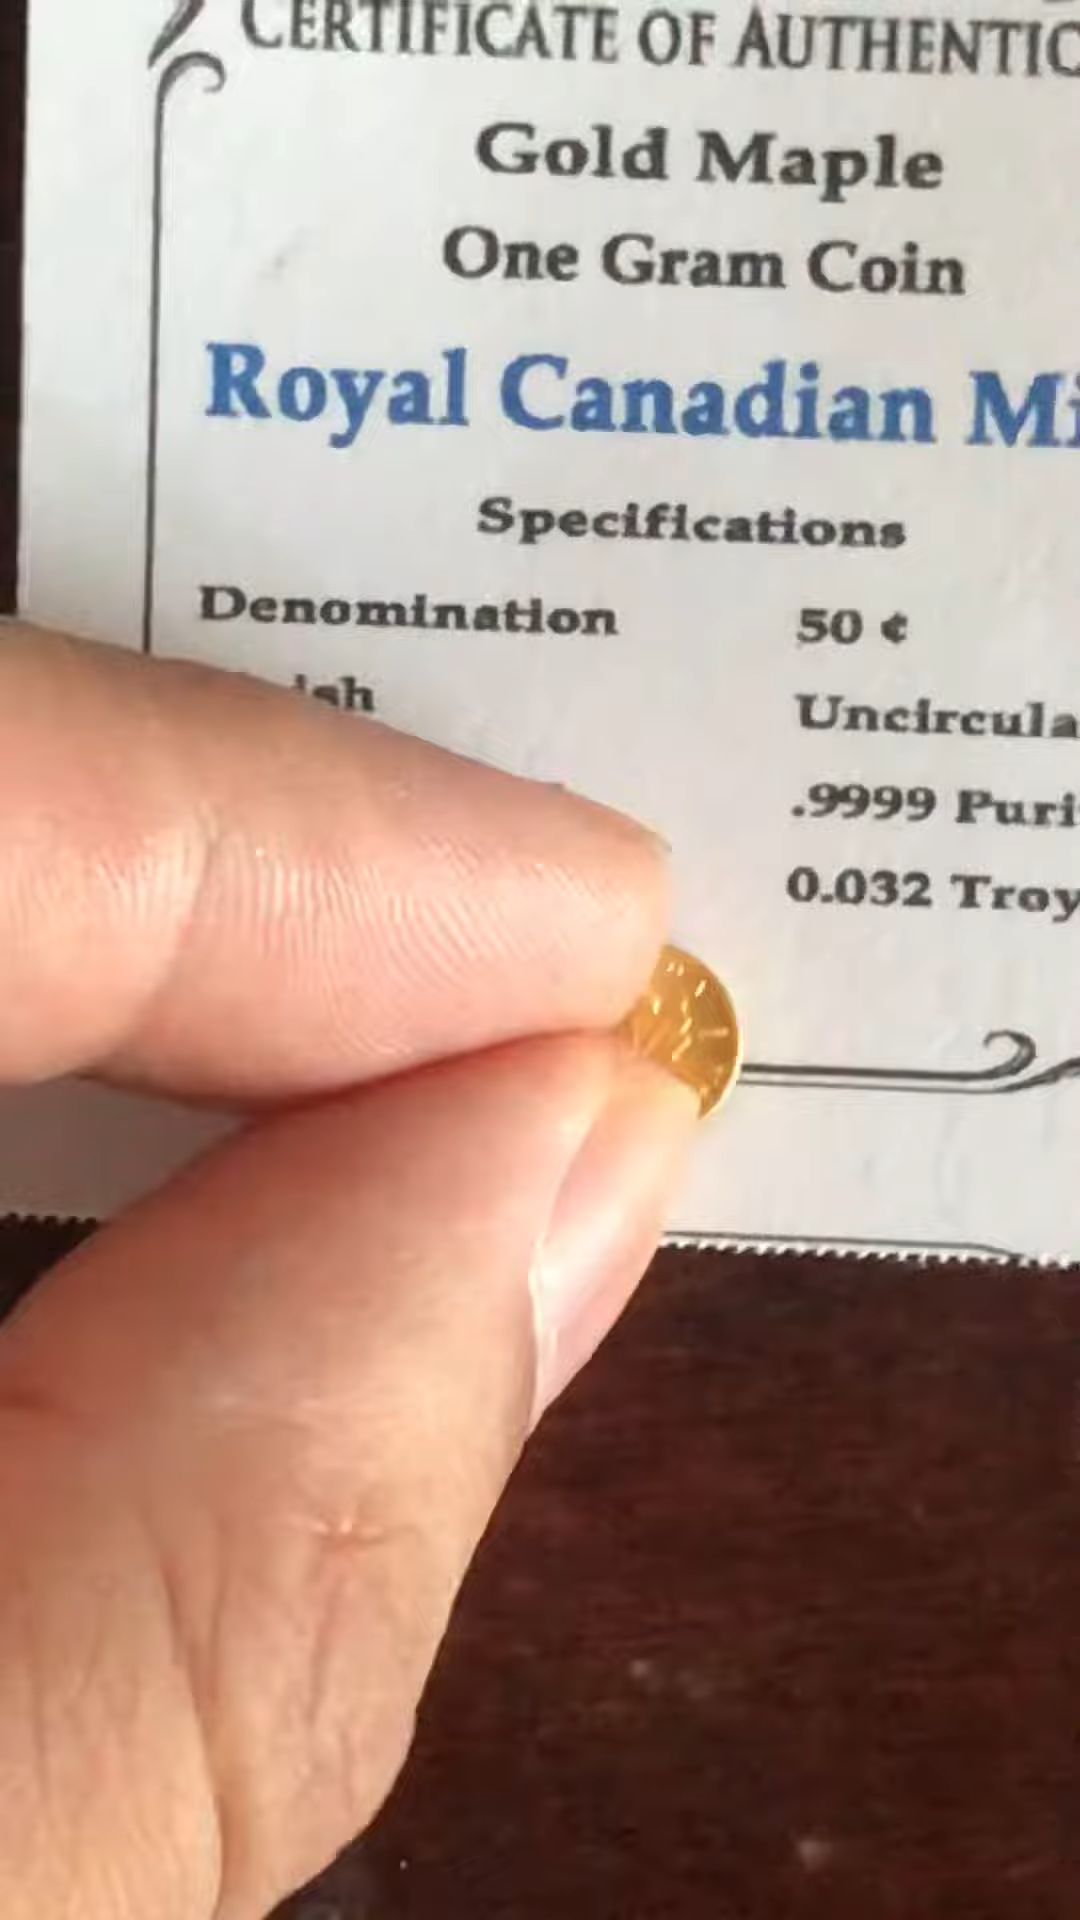 CERTIFICATE OF AUTHENTIC
Gold Maple
One Gram Coin
Royal Canadian Mi
Specifications
Denomination 50 ¢
ish Uncircula
.9999 Puri
0.032 Troy